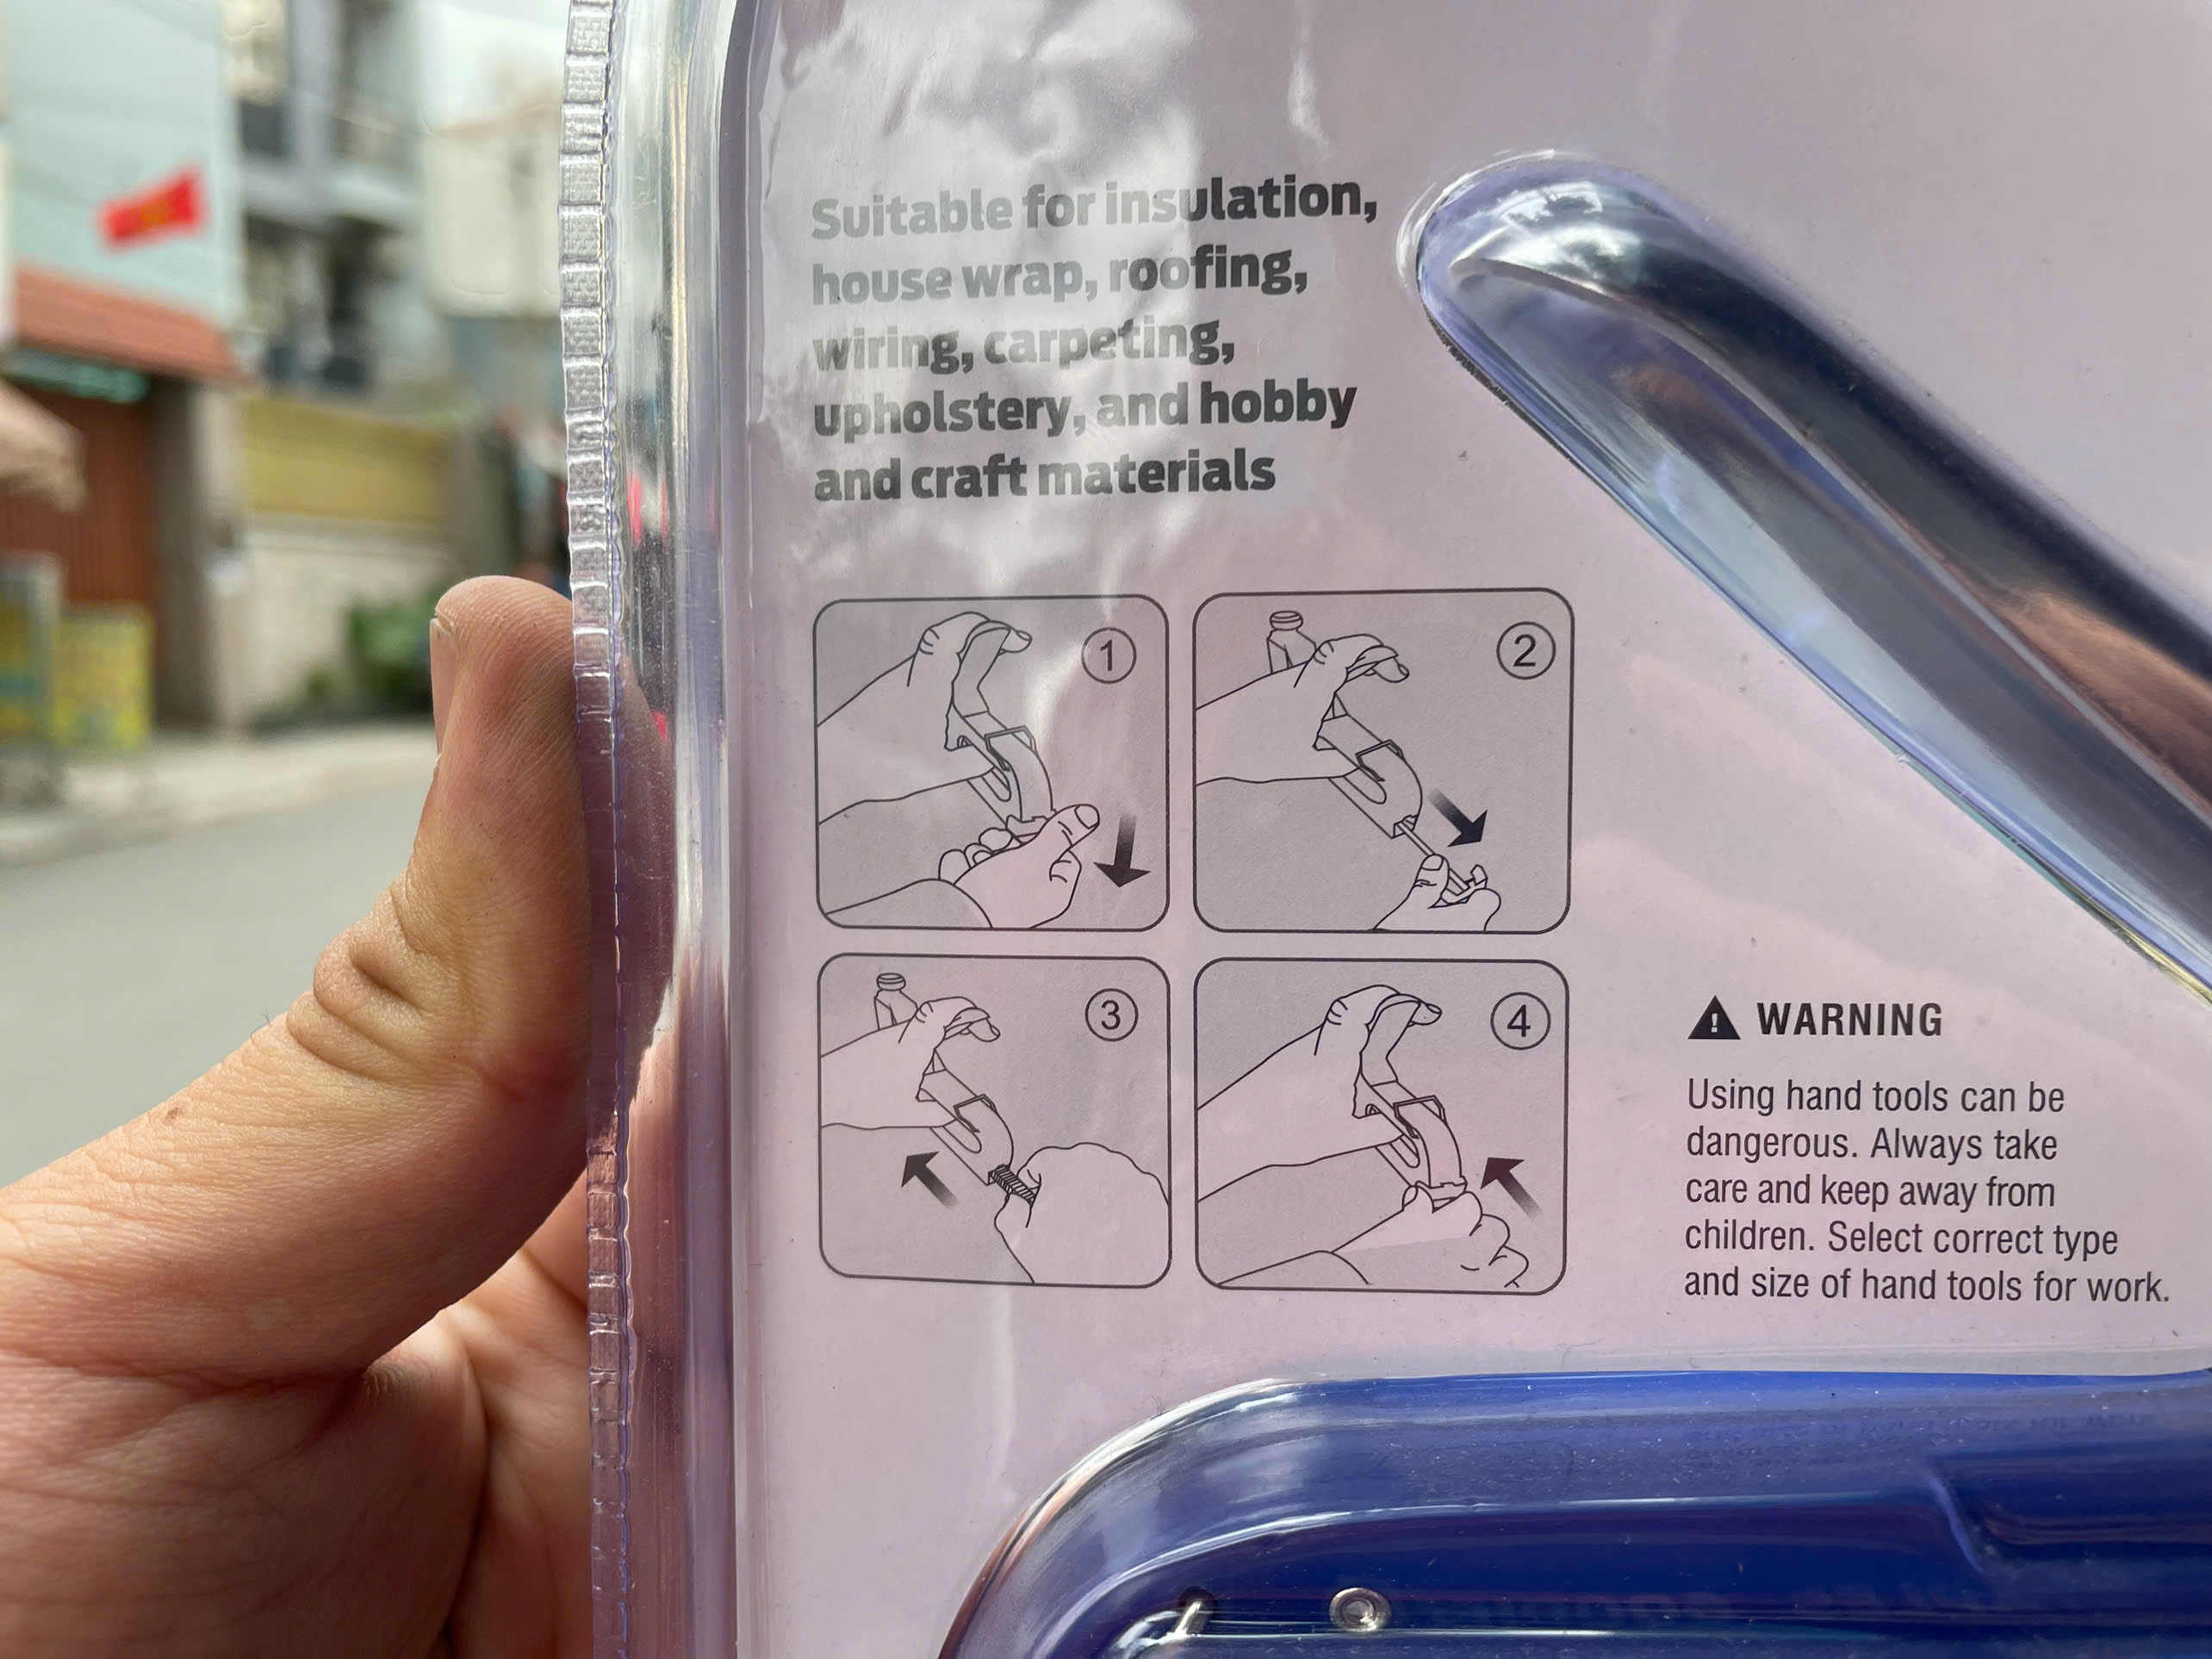 Suitable for insulation,
house wrap, roofing,
wiring, carpeting,
upholstery, and hobby
and craft materials
1
2
3
4
WARNING
Using hand tools can be
dangerous. Always take
care and keep away from
children. Select correct type
and size of hand tools for work.